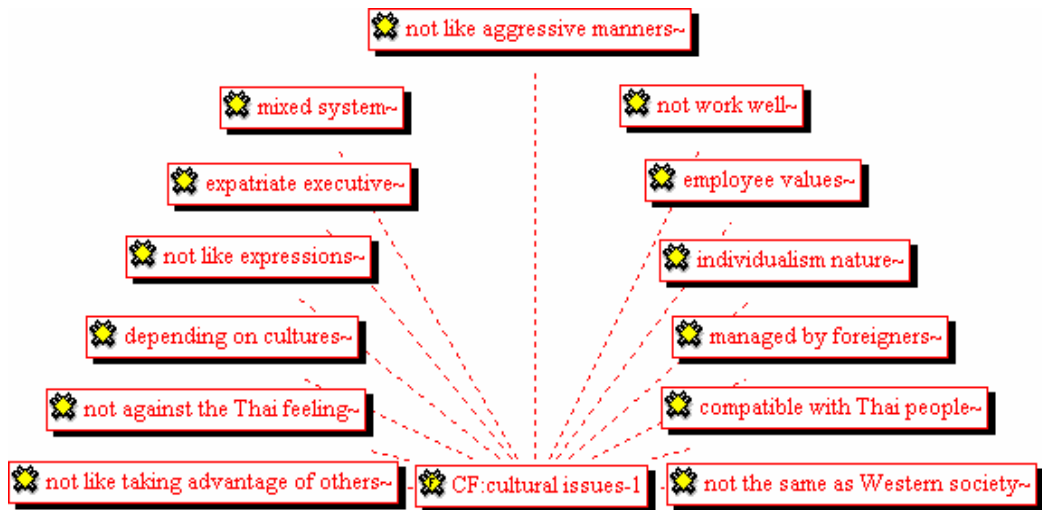 not like aggressive manners~
mixed system~
not work well~
expatriate executive~
employee values~
not like expressions~
individualism nature~
depending on cultures~
managed by foreigners~
not against the Thai feeling~
compatible with Thai people~
not like taking advantage of others~
CF:cultural issues-1
not the same as Western society~